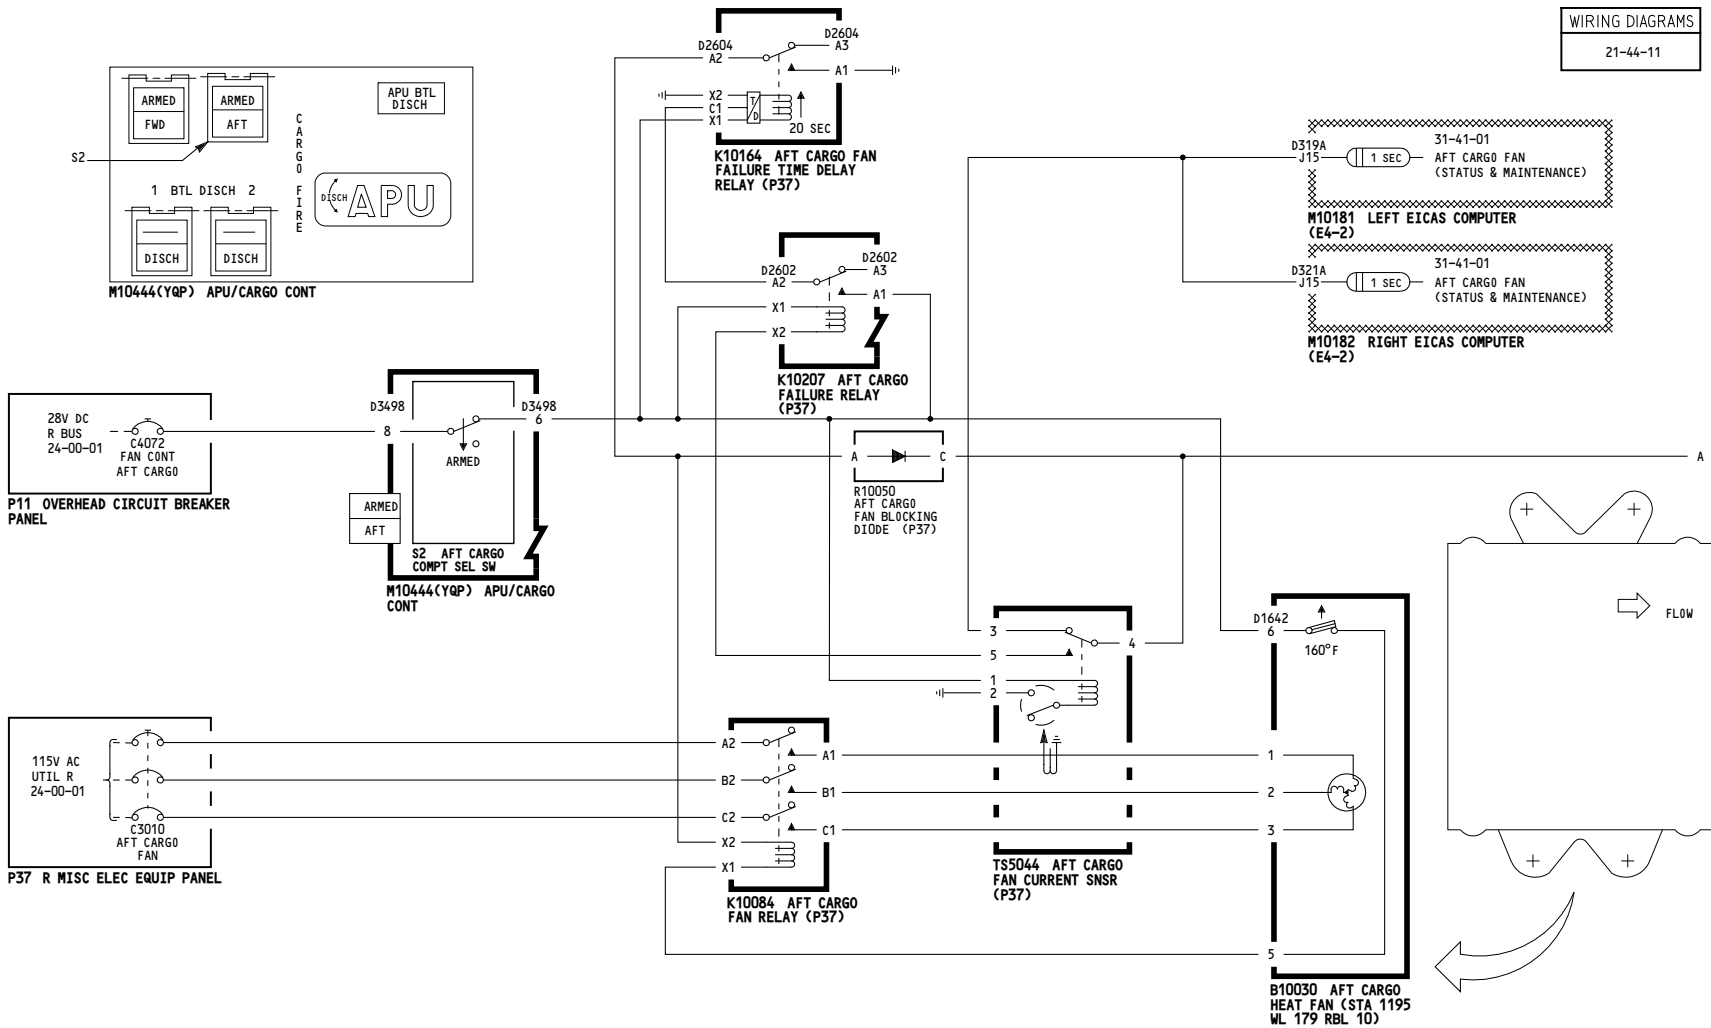 WIRING DIAGRAMS
21-44-11
ARMED
FWD
ARMED
AFT
APU BTL
DISCH
CARGO FIRE
S2
1 BTL DISCH 2
DISCH
DISCH
DISCH
APU
M10444(YQP) APU/CARGO CONT
D2604
A2
D2604
A3
A1
X2
C1
X1
T/D
20 SEC
K10164 AFT CARGO FAN
FAILURE TIME DELAY
RELAY (P37)
D2602
A2
D2602
A3
A1
X1
X2
K10207 AFT CARGO
FAILURE RELAY
(P37)
D319A
J15
1 SEC
31-41-01
AFT CARGO FAN
(STATUS & MAINTENANCE)
M10181 LEFT EICAS COMPUTER
(E4-2)
D321A
J15
1 SEC
31-41-01
AFT CARGO FAN
(STATUS & MAINTENANCE)
M10182 RIGHT EICAS COMPUTER
(E4-2)
28V DC
R BUS
24-00-01
C4072
FAN CONT
AFT CARGO
P11 OVERHEAD CIRCUIT BREAKER
PANEL
D3498
8
D3498
6
ARMED
ARMED
AFT
S2 AFT CARGO
COMPT SEL SW
M10444(YQP) APU/CARGO
CONT
A
C
R10050
AFT CARGO
FAN BLOCKING
DIODE (P37)
A
FLOW
3
5
1
2
4
TS5044 AFT CARGO
FAN CURRENT SNSR
(P37)
D1642
6
160°F
1
2
3
5
B10030 AFT CARGO
HEAT FAN (STA 1195
WL 179 RBL 10)
115V AC
UTIL R
24-00-01
C3010
AFT CARGO
FAN
P37 R MISC ELEC EQUIP PANEL
A2
A1
B2
B1
C2
C1
X2
X1
K10084 AFT CARGO
FAN RELAY (P37)